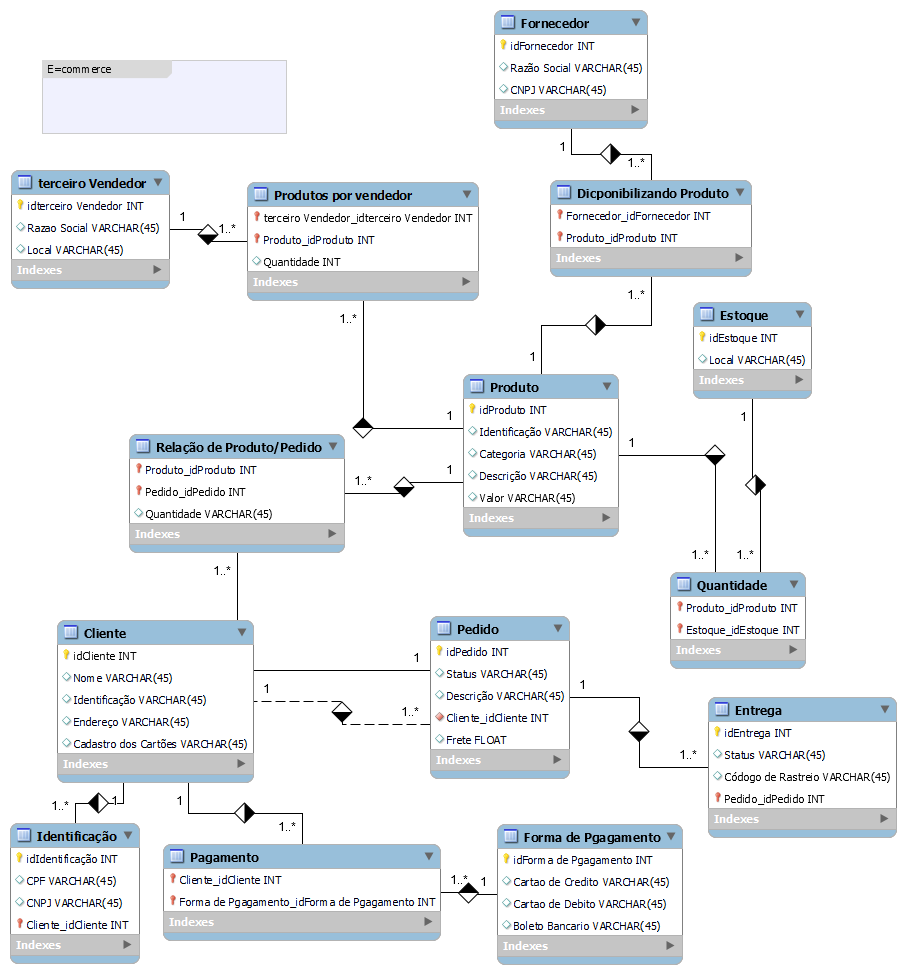 Fornecedor
idFornecedor INT
Razão Social VARCHAR(45)
CNPJ VARCHAR(45)
Indexes
E=commerce
1
1..*
terceiro Vendedor
idterceiro Vendedor INT
Razao Social VARCHAR(45)
Local VARCHAR(45)
Indexes
1
1..*
Produtos por vendedor
terceiro Vendedor_idterceiro Vendedor INT
Produto_idProduto INT
Quantidade INT
Indexes
Dicponibilizando Produto
Fornecedor_idFornecedor INT
Produto_idProduto INT
Indexes
1..*
1..*
1
Estoque
idEstoque INT
Local VARCHAR(45)
Indexes
Produto
idProduto INT
Identificação VARCHAR(45)
Categoria VARCHAR(45)
Descrição VARCHAR(45)
Valor VARCHAR(45)
Indexes
1
1
1
1
Relação de Produto/Pedido
Produto_idProduto INT
Pedido_idPedido INT
Quantidade VARCHAR(45)
Indexes
1..*
1..*
1..*
1..*
Quantidade
Produto_idProduto INT
Estoque_idEstoque INT
Indexes
Cliente
idCliente INT
Nome VARCHAR(45)
Identificação VARCHAR(45)
Endereço VARCHAR(45)
Cadastro dos Cartões VARCHAR(45)
Indexes
1
1
1..*
Pedido
idPedido INT
Status VARCHAR(45)
Descrição VARCHAR(45)
Cliente_idCliente INT
Frete FLOAT
Indexes
1
1..*
Entrega
idEntrega INT
Status VARCHAR(45)
Códogo de Rastreio VARCHAR(45)
Pedido_idPedido INT
Indexes
1..*
1
1
1..*
Identificação
idIdentificação INT
CPF VARCHAR(45)
CNPJ VARCHAR(45)
Cliente_idCliente INT
Indexes
Pagamento
Cliente_idCliente INT
Forma de Pgagamento_idForma de Pgagamento INT
Indexes
1..*
1
Forma de Pgagamento
idForma de Pgagamento INT
Cartao de Credito VARCHAR(45)
Cartao de Debito VARCHAR(45)
Boleto Bancario VARCHAR(45)
Indexes